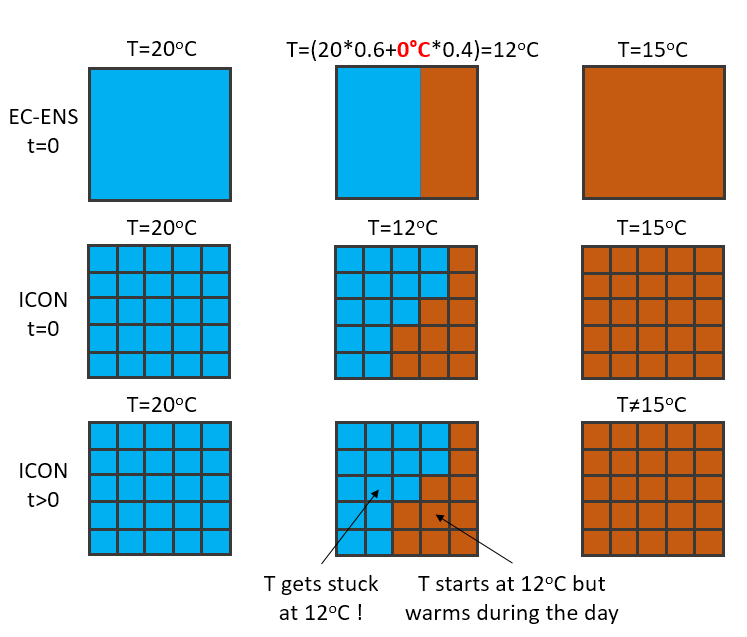 T=20°C
T=(20*0.6+0°C*0.4)=12°C
T=15°C
EC-ENS
t=0
T=20°C
T=12°C
T=15°C
ICON
t=0
T=20°C
T≠15°C
ICON
t>0
T gets stuck
at 12°C !
T starts at 12°C but
warms during the day